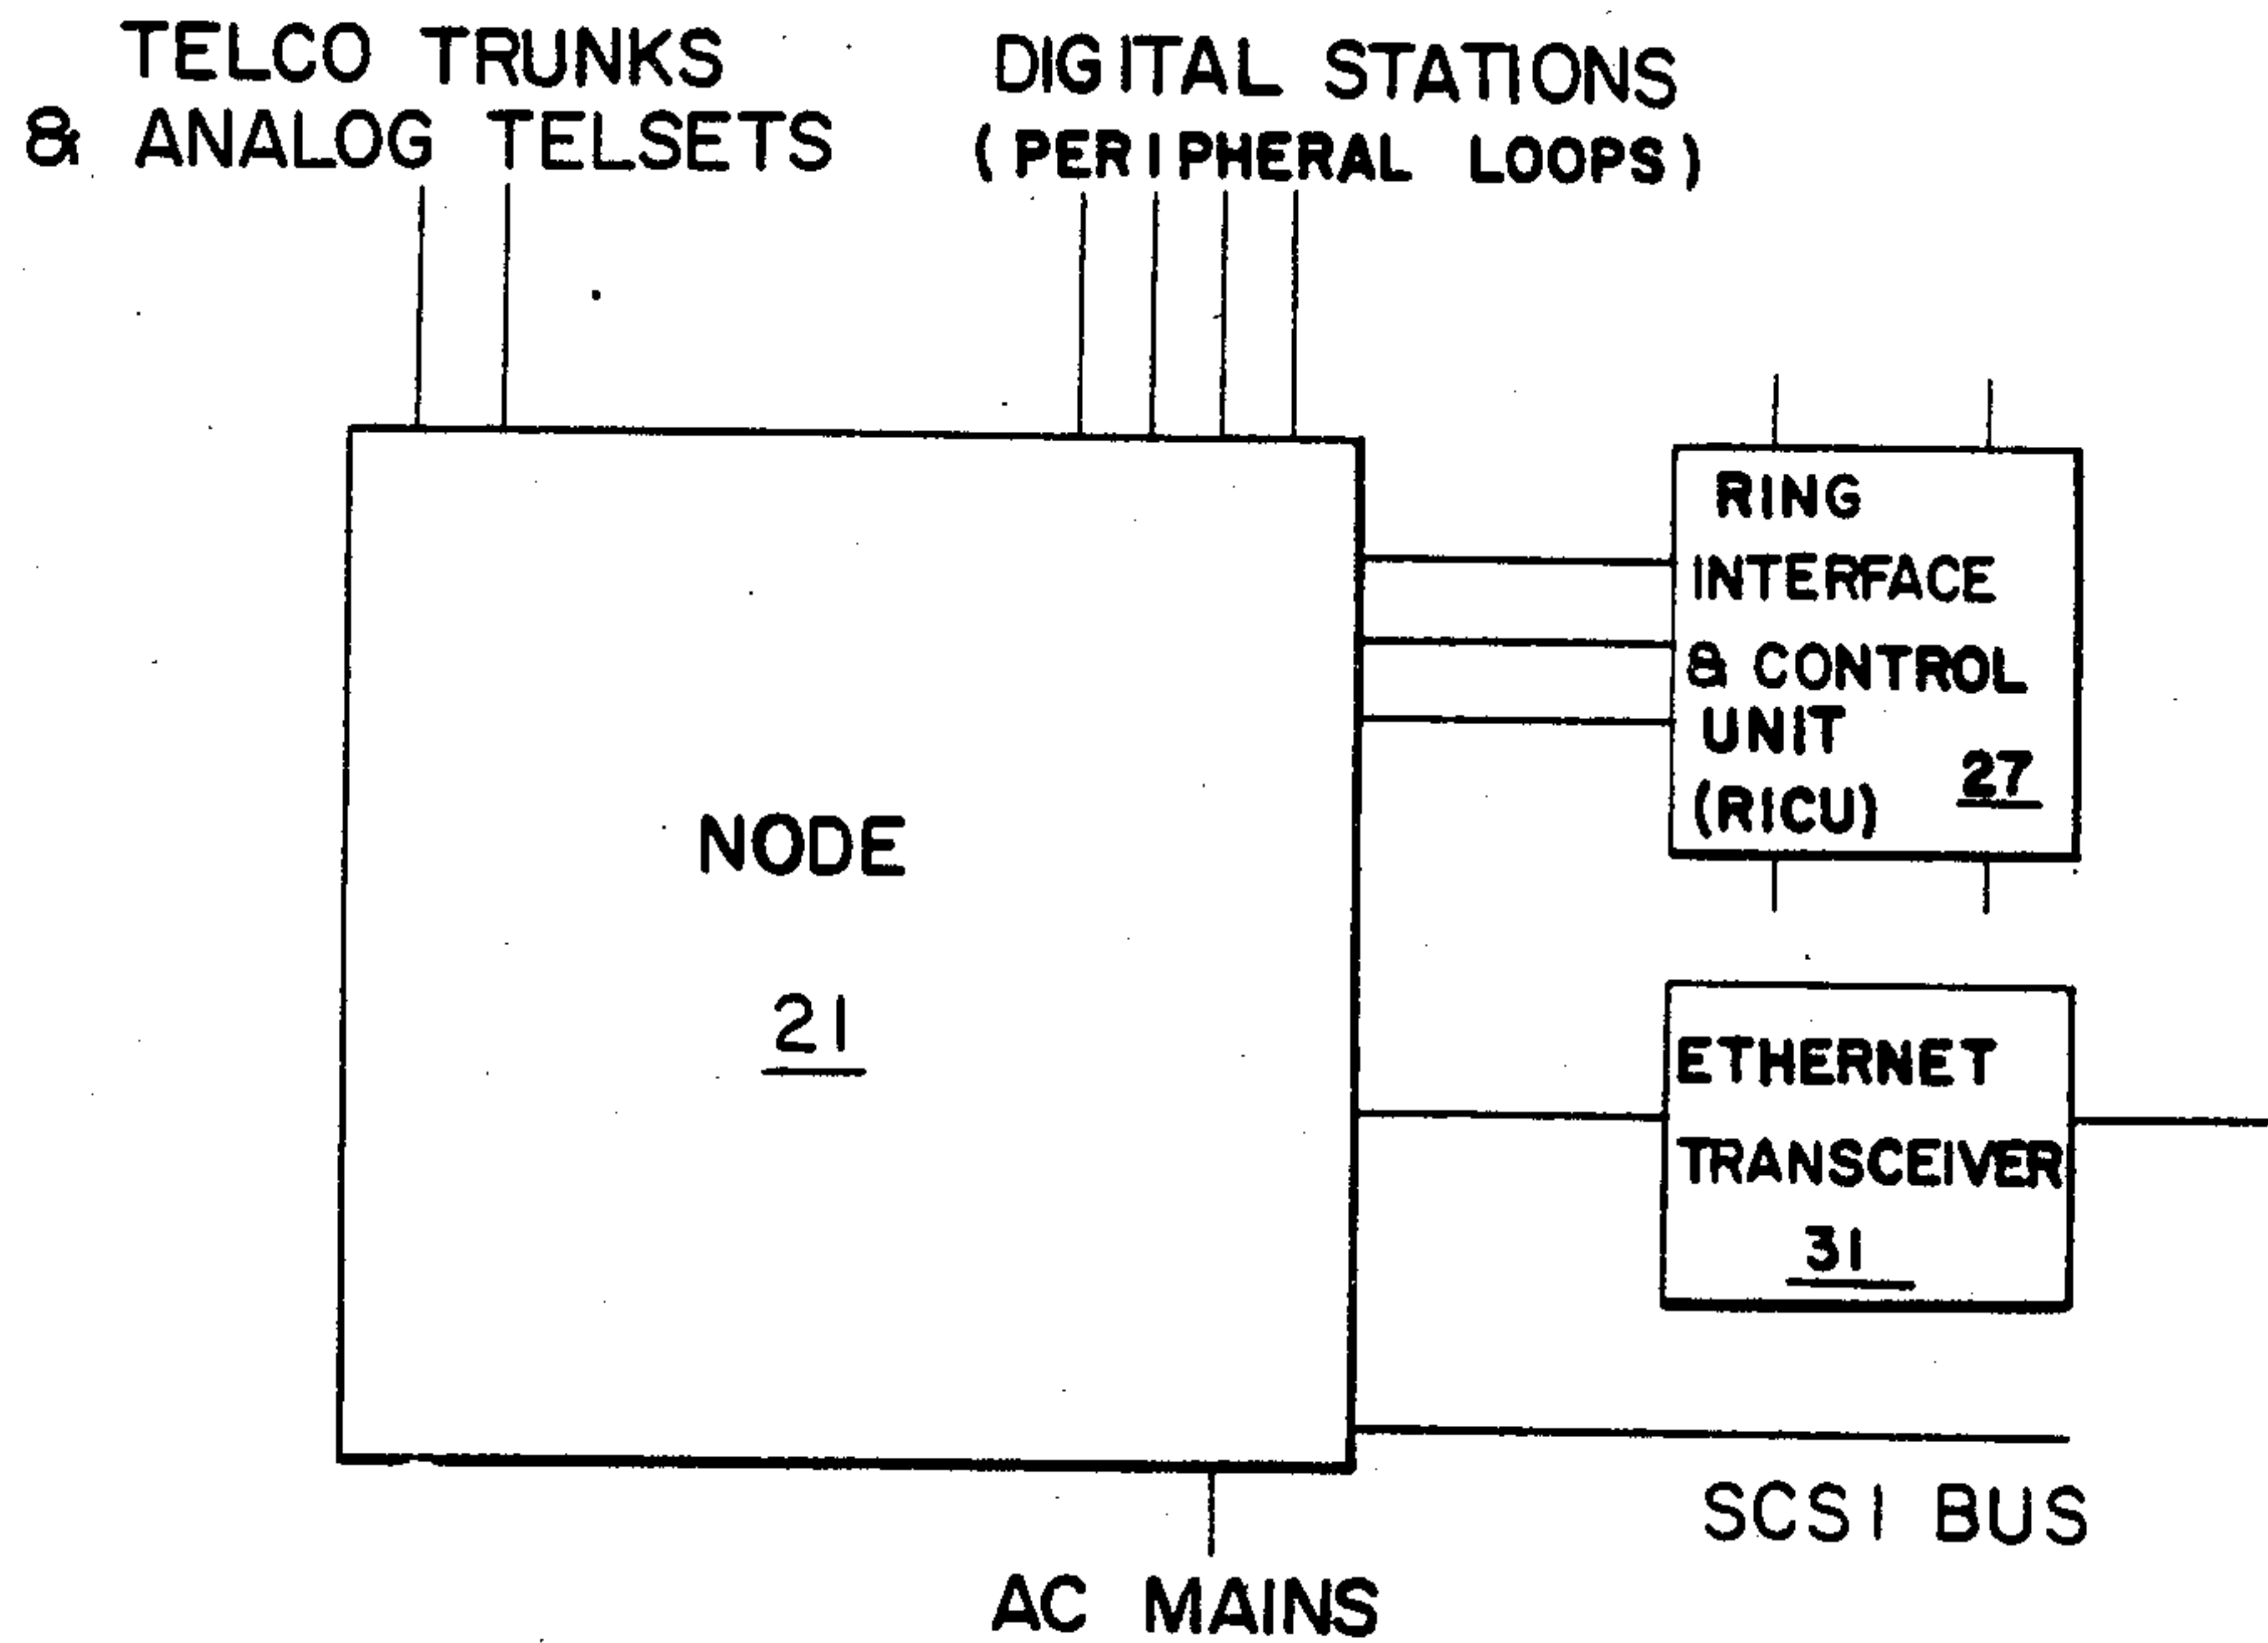 TELCO TRUNKS
& ANALOG TELSETS
DIGITAL STATIONS
(PERIPHERAL LOOPS)
RING
INTERFACE
& CONTROL
UNIT
(RICU) 27
NODE
21
ETHERNET
TRANSCEIVER
31
SCSI BUS
AC MAINS